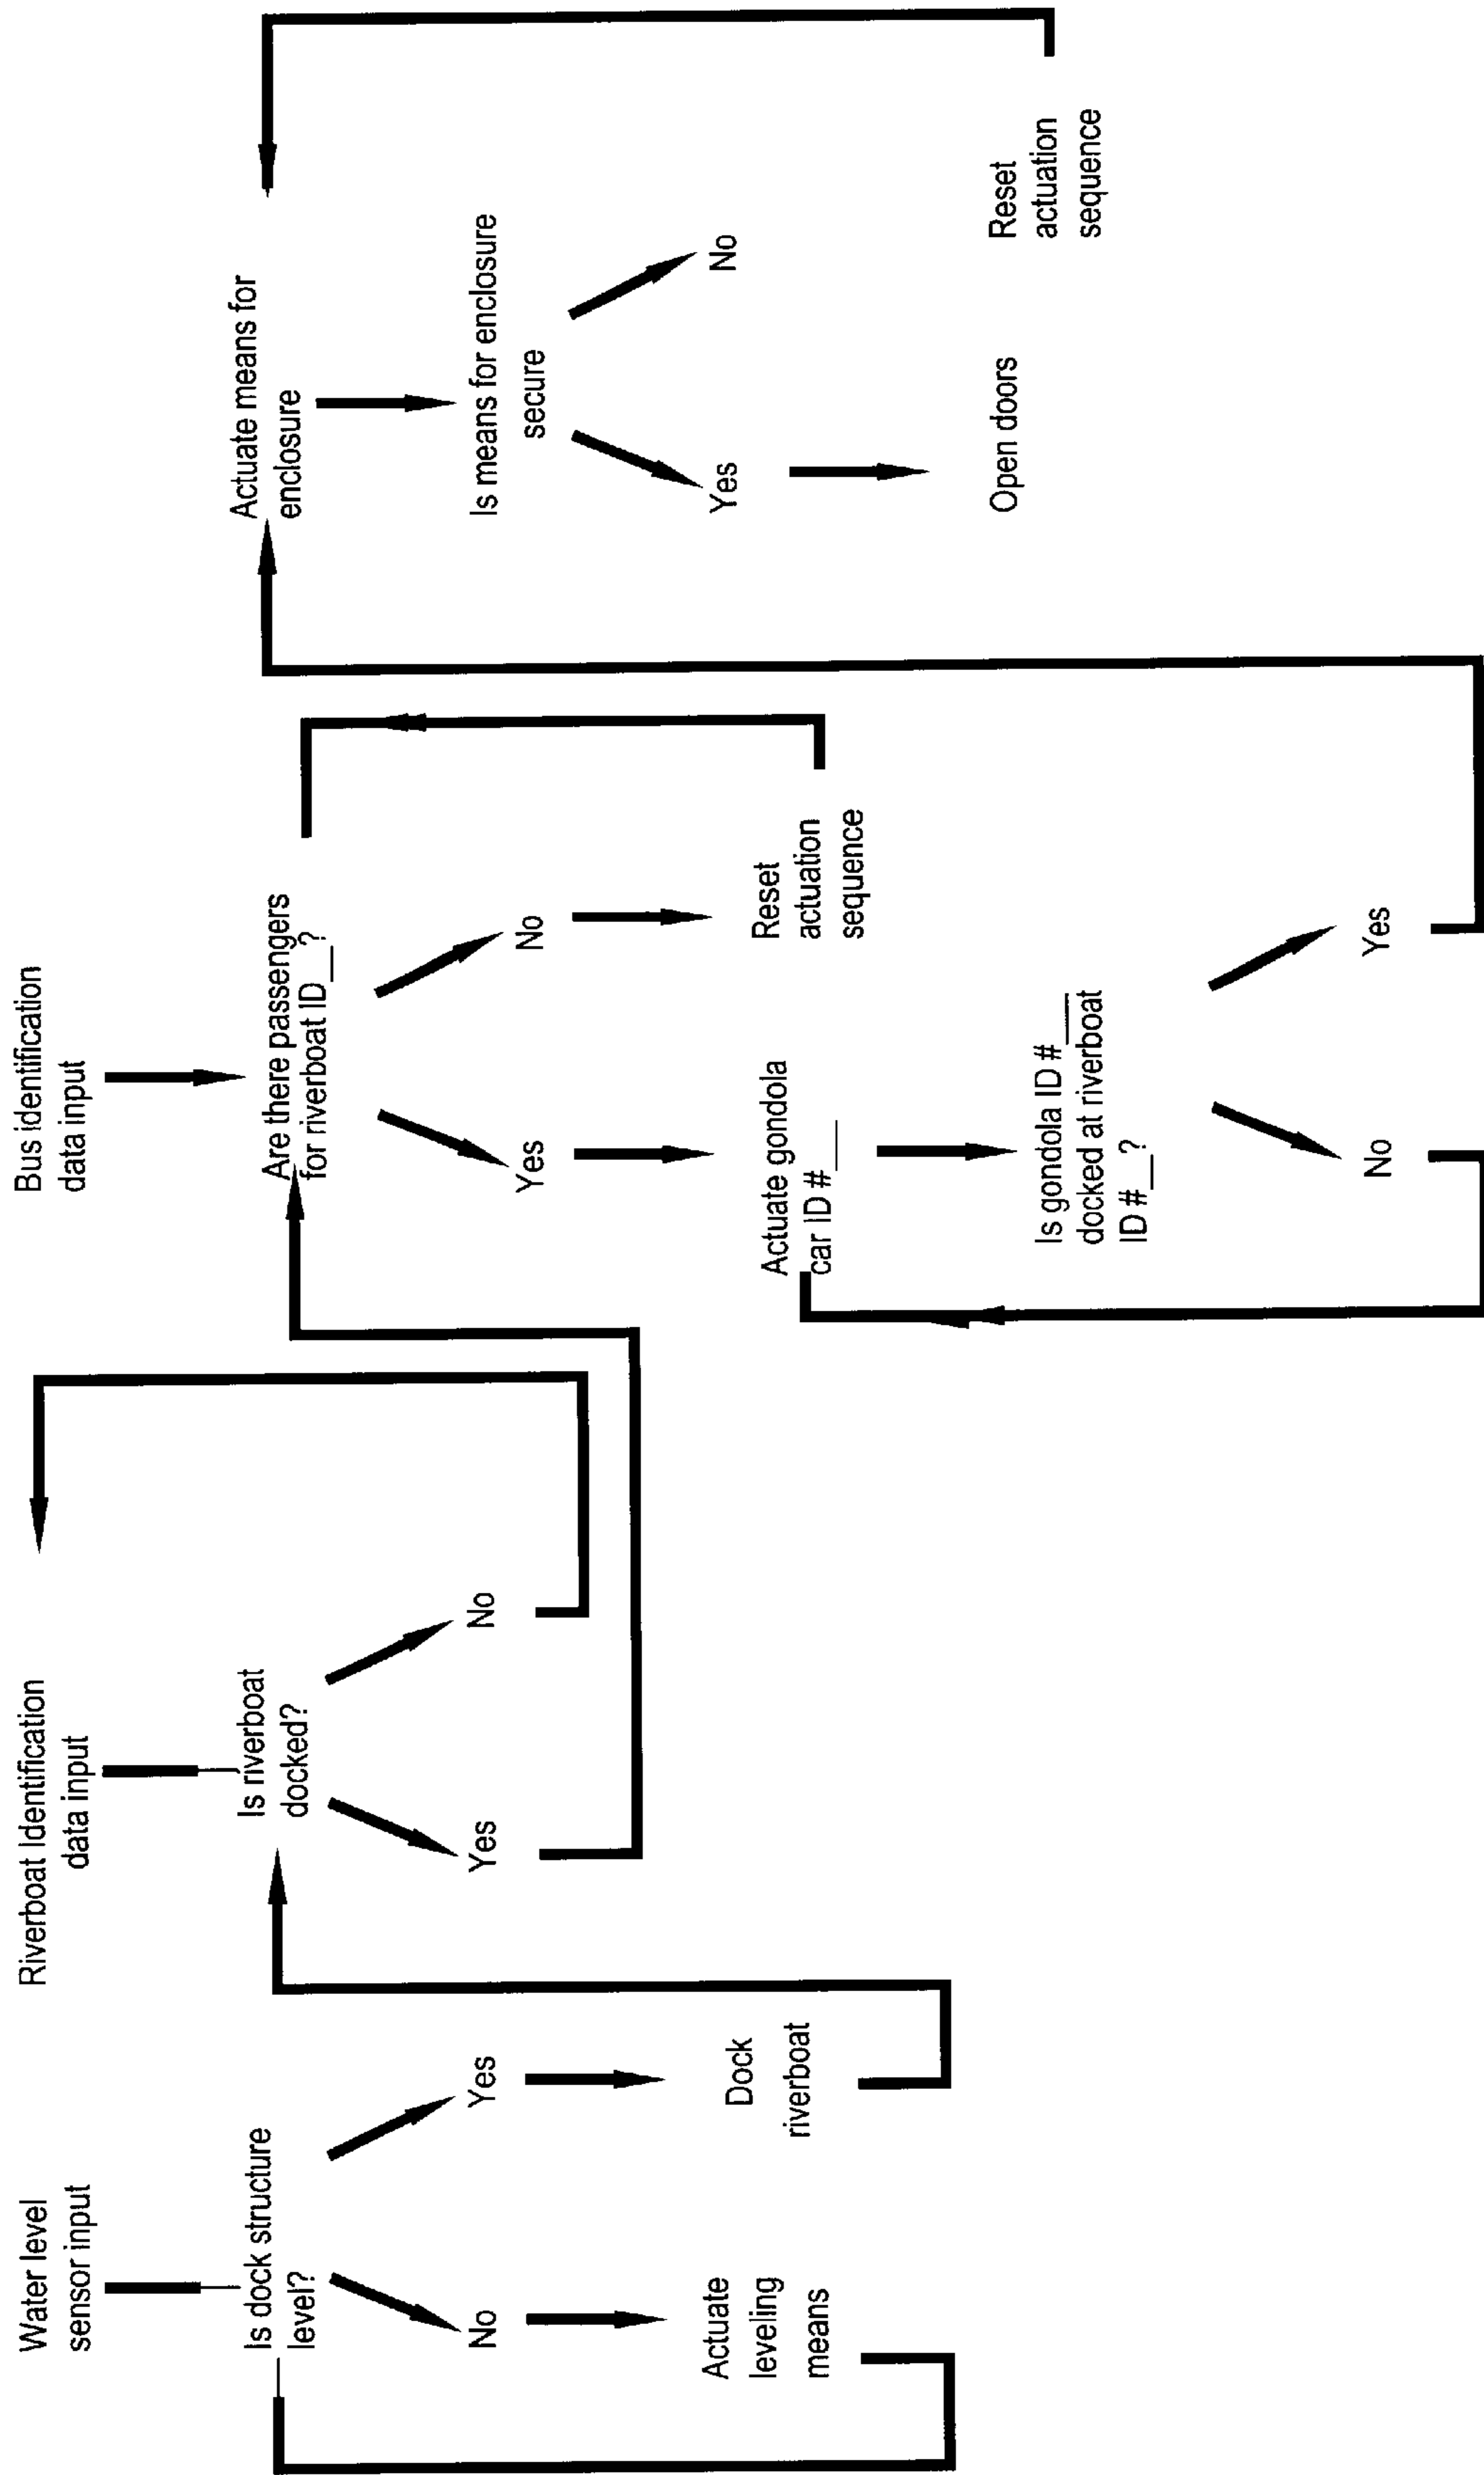 Water level
sensor input
Is dock structure
level?
No
Yes
Actuate
leveling
means
Dock
riverboat
Riverboat Identification
data input
Is riverboat
docked?
Yes
No
Bus identification
data input
Are there passengers
for riverboat ID__?
Yes
No
Actuate gondola
car ID #__
Reset
actuation
sequence
Is gondola ID #__
docked at riverboat
ID #__?
No
Yes
Actuate means for
enclosure
Is means for enclosure
secure
Yes
No
Open doors
Reset
actuation
sequence